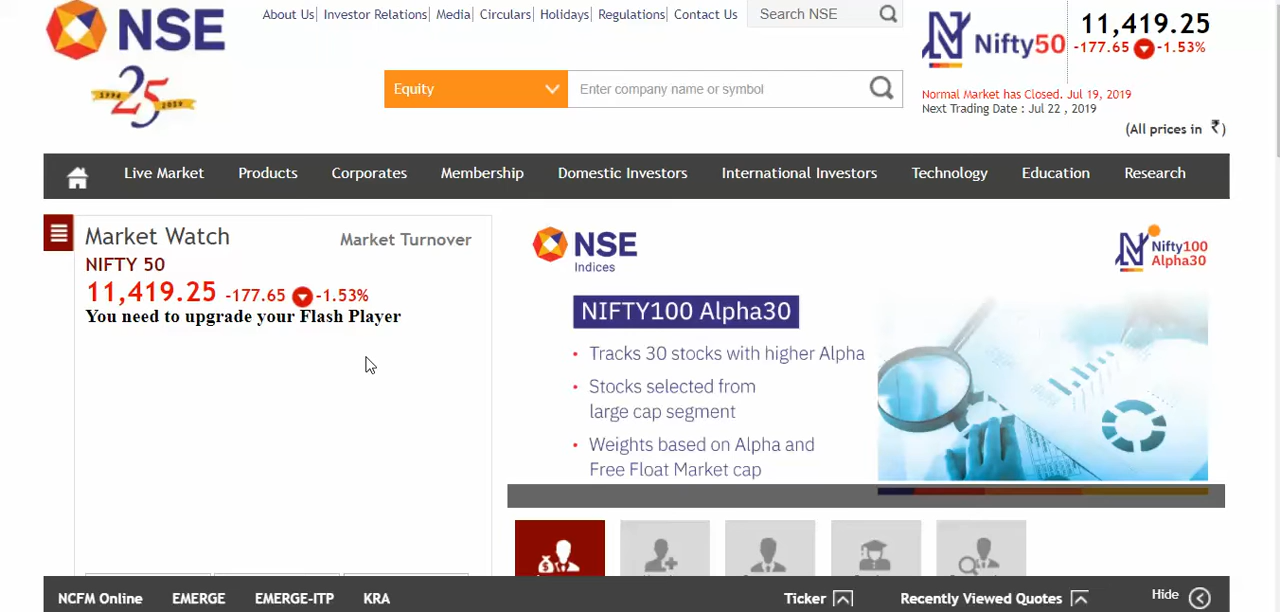 NSE
1994 25 2019
About Us | Investor Relations | Media | Circulars | Holidays | Regulations | Contact Us
Search NSE
Equity
Enter company name or symbol
Nifty50
11,419.25
-177.65 -1.53%
Normal Market has Closed. Jul 19, 2019
Next Trading Date : Jul 22 , 2019
(All prices in ₹)
Live Market Products Corporates Membership Domestic Investors International Investors Technology Education Research
Market Watch
Market Turnover
NIFTY 50
11,419.25 -177.65 -1.53%
You need to upgrade your Flash Player
NSE
Indices
Nifty100
Alpha30
NIFTY100 Alpha30
• Tracks 30 stocks with higher Alpha
• Stocks selected from
large cap segment
• Weights based on Alpha and
Free Float Market cap
NCFM Online EMERGE EMERGE-ITP KRA
Ticker
Recently Viewed Quotes
Hide